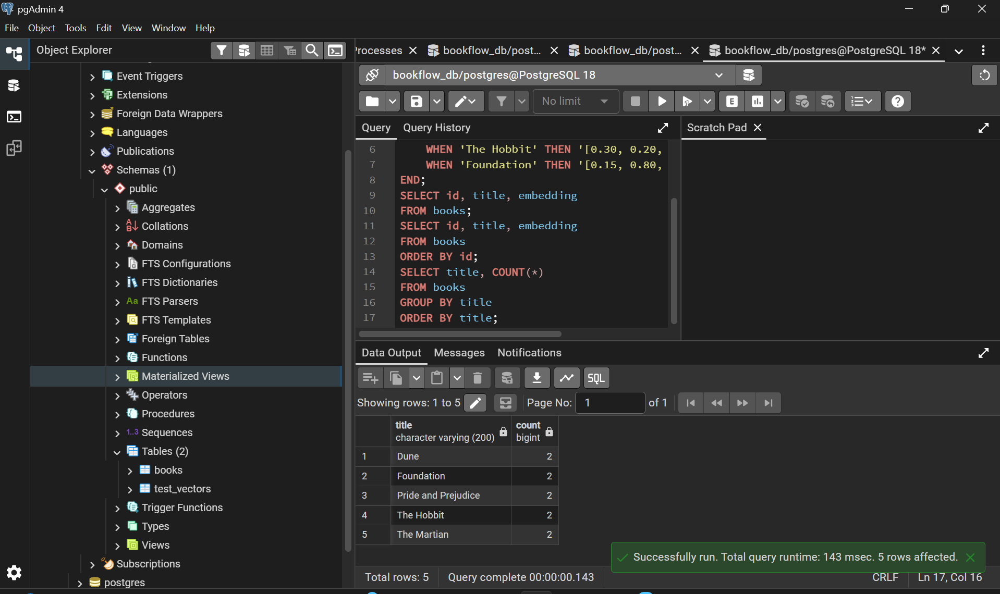 pgAdmin 4
File Object Tools Edit View Window Help
Object Explorer
Event Triggers
Extensions
Foreign Data Wrappers
Languages
Publications
Schemas (1)
public
Aggregates
Collations
Domains
FTS Configurations
FTS Dictionaries
Aa FTS Parsers
FTS Templates
Foreign Tables
Functions
Materialized Views
Operators
Procedures
1..3 Sequences
Tables (2)
books
test_vectors
Trigger Functions
Types
Views
Subscriptions
postgres
rocesses bookflow_db/post... bookflow_db/post... bookflow_db/postgres@PostgreSQL 18*
bookflow_db/postgres@PostgreSQL 18
No limit E
Query Query History
Scratch Pad
6 WHEN 'The Hobbit' THEN '[0.30, 0.20,
7 WHEN 'Foundation' THEN '[0.15, 0.80,
8 END;
9 SELECT id, title, embedding
10 FROM books;
11 SELECT id, title, embedding
12 FROM books
13 ORDER BY id;
14 SELECT title, COUNT(*)
15 FROM books
16 GROUP BY title
17 ORDER BY title;
Data Output Messages Notifications
SQL
Showing rows: 1 to 5 Page No: 1 of 1
title count
character varying (200) bigint
1 Dune 2
2 Foundation 2
3 Pride and Prejudice 2
4 The Hobbit 2
5 The Martian 2
Successfully run. Total query runtime: 143 msec. 5 rows affected.
Total rows: 5 Query complete 00:00:00.143 CRLF Ln 17, Col 16